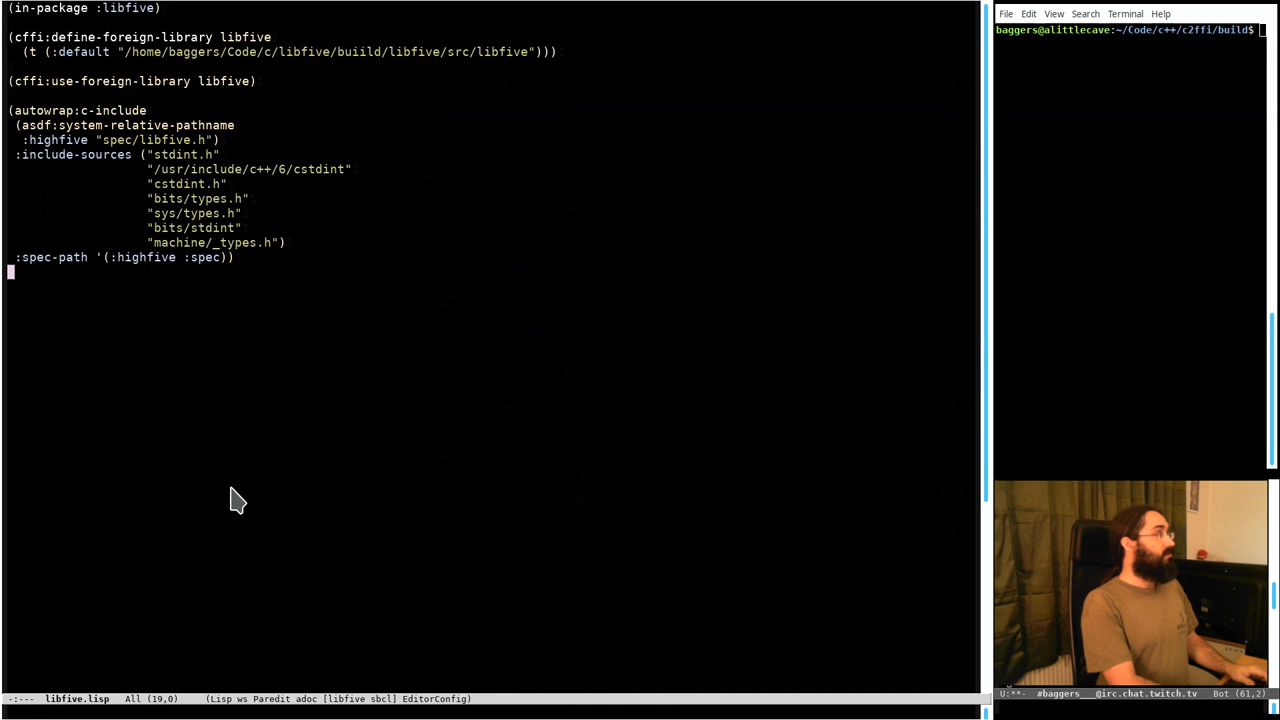 (in-package :libfive)
(cffi:define-foreign-library libfive
(t (:default "/home/baggers/Code/c/libfive/buiild/libfive/src/libfive")))
(cffi:use-foreign-library libfive)
(autowrap:c-include
(asdf:system-relative-pathname
:highfive "spec/libfive.h")
:include-sources ("stdint.h"
"/usr/include/c++/6/cstdint"
"cstdint.h"
"bits/types.h"
"sys/types.h"
"bits/stdint"
"machine/_types.h")
:spec-path '(:highfive :spec))
-:--- libfive.lisp All (19,0) (Lisp ws Paredit adoc [libfive sbcl] EditorConfig)
File Edit View Search Terminal Help
baggers@alittlecave:~/Code/c++/c2ffi/build$
U:**- #baggers___@irc.chat.twitch.tv Bot (61,2)